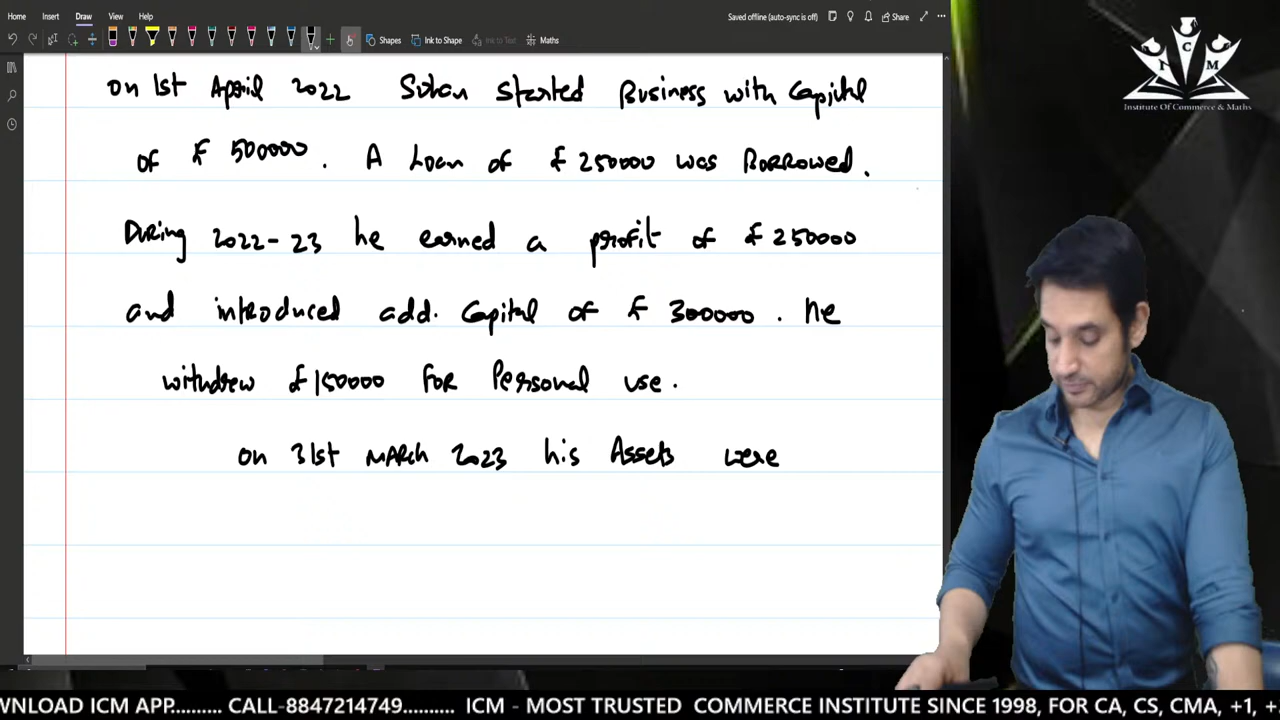 Home Insert Draw View Help Saved offline (auto-sync is off) Share
Shapes Ink to Shape Ink to Text Maths
I C M
Institute Of Commerce & Maths
on 1st April 2022 Sohan started Business with Capital
of ₹ 500000. A Loan of ₹ 250000 was Borrowed.
During 2022-23 he earned a profit of ₹ 250000
and introduced add. Capital of ₹ 300000. he
withdrew ₹ 150000 for Personal use.
on 31st March 2023 his Assets were
WNLOAD ICM APP......... CALL-8847214749.......... ICM - MOST TRUSTED COMMERCE INSTITUTE SINCE 1998, FOR CA, CS, CMA, +1, +